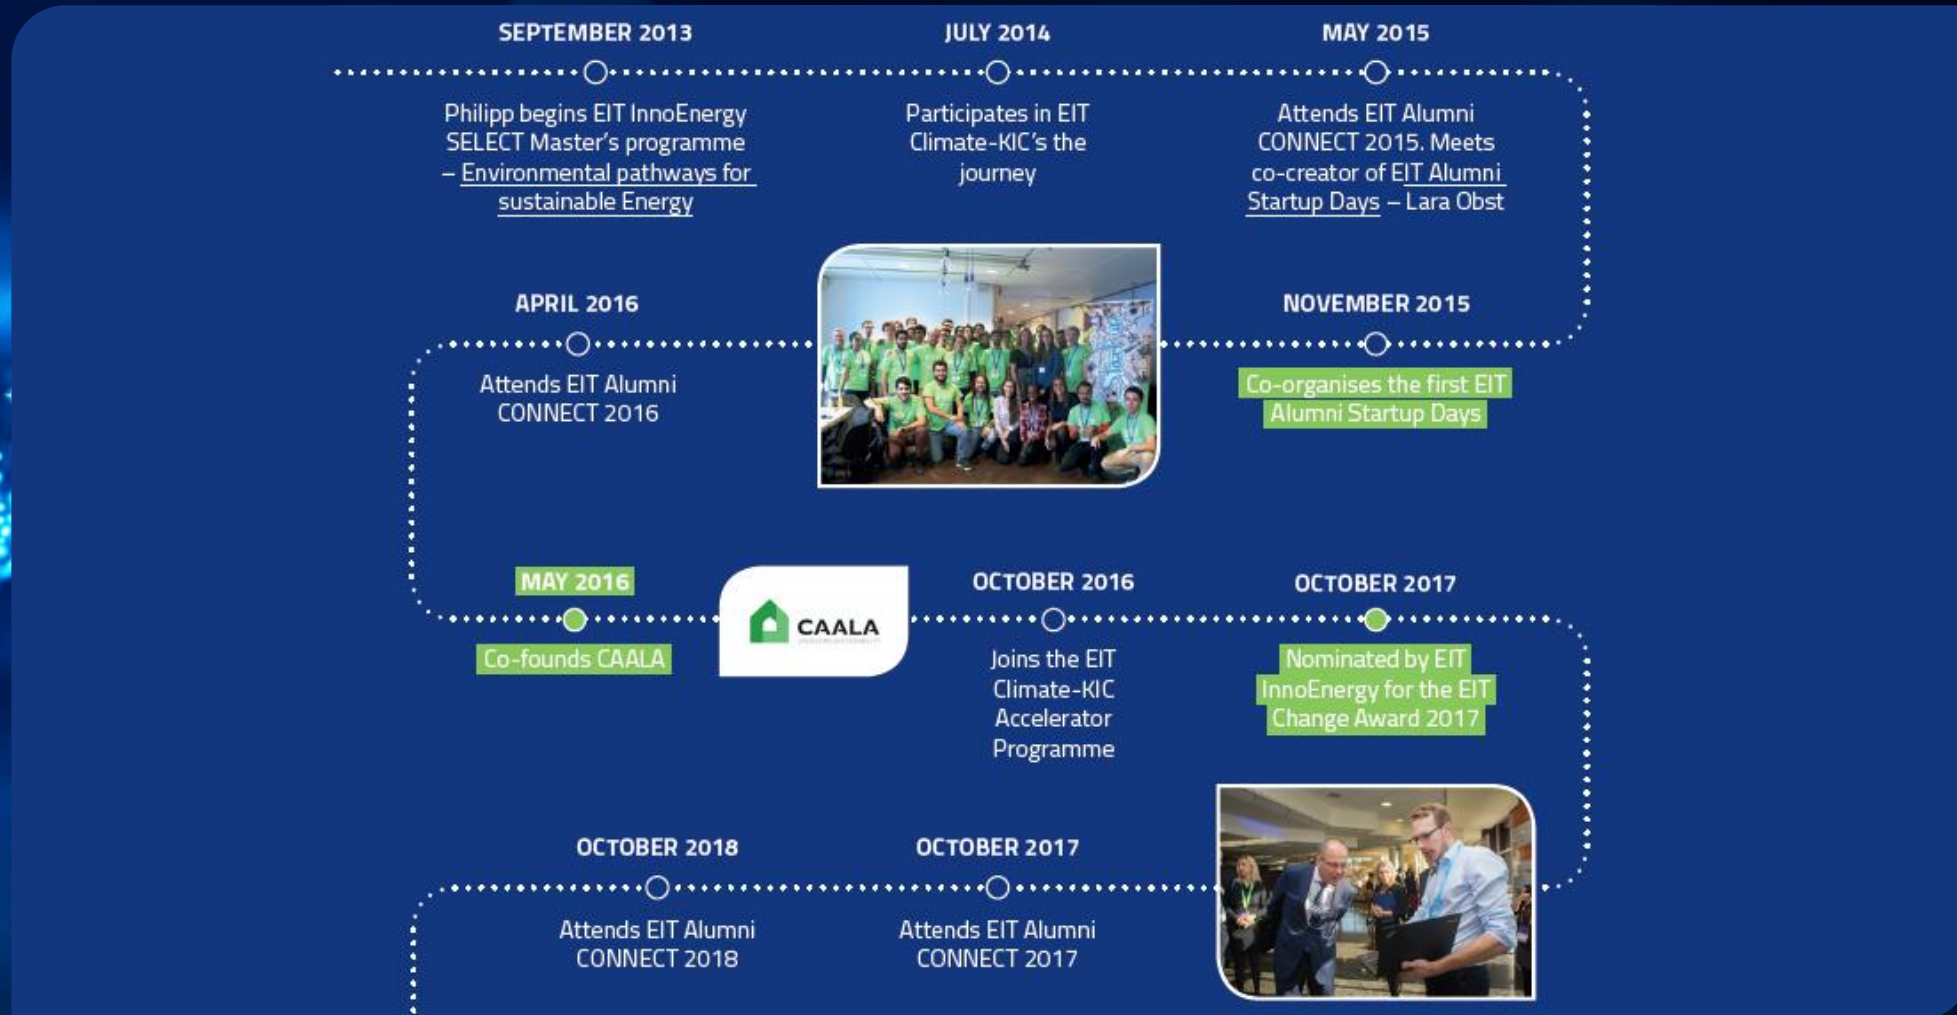 SEPTEMBER 2013
Philipp begins EIT InnoEnergy
SELECT Master's programme
– Environmental pathways for
sustainable Energy
JULY 2014
Participates in EIT
Climate-KIC's the
journey
MAY 2015
Attends EIT Alumni
CONNECT 2015. Meets
co-creator of EIT Alumni
Startup Days – Lara Obst
NOVEMBER 2015
Co-organises the first EIT
Alumni Startup Days
APRIL 2016
Attends EIT Alumni
CONNECT 2016
MAY 2016
Co-founds CAALA
CAALA
OCTOBER 2016
Joins the EIT
Climate-KIC
Accelerator
Programme
OCTOBER 2017
Nominated by EIT
InnoEnergy for the EIT
Change Award 2017
OCTOBER 2017
Attends EIT Alumni
CONNECT 2017
OCTOBER 2018
Attends EIT Alumni
CONNECT 2018